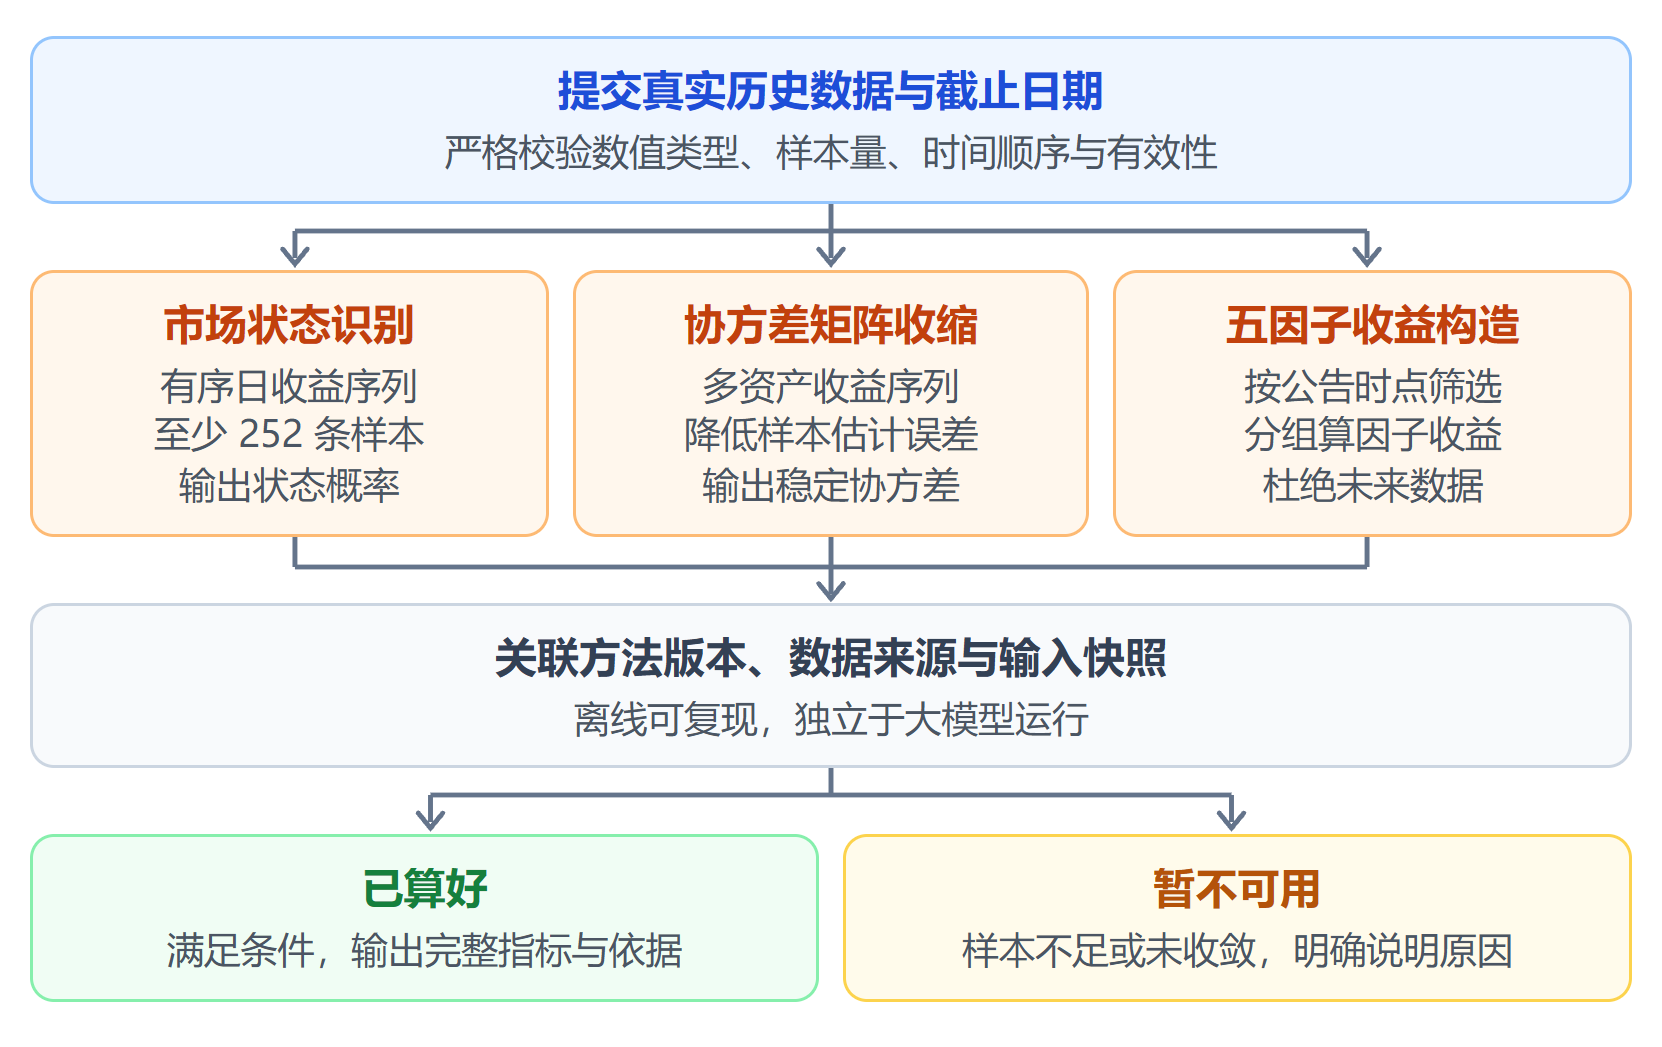 提交真实历史数据与截止日期
严格校验数值类型、样本量、时间顺序与有效性
市场状态识别
有序日收益序列
至少 252 条样本
输出状态概率
协方差矩阵收缩
多资产收益序列
降低样本估计误差
输出稳定协方差
五因子收益构造
按公告时点筛选
分组算因子收益
杜绝未来数据
关联方法版本、数据来源与输入快照
离线可复现，独立于大模型运行
已算好
满足条件，输出完整指标与依据
暂不可用
样本不足或未收敛，明确说明原因